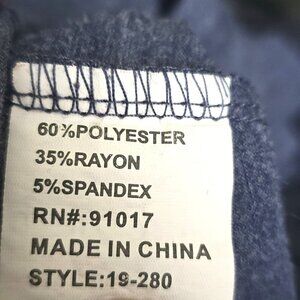 60%POLYESTER
35%RAYON
5%SPANDEX
RN#:91017
MADE IN CHINA
STYLE:19-280